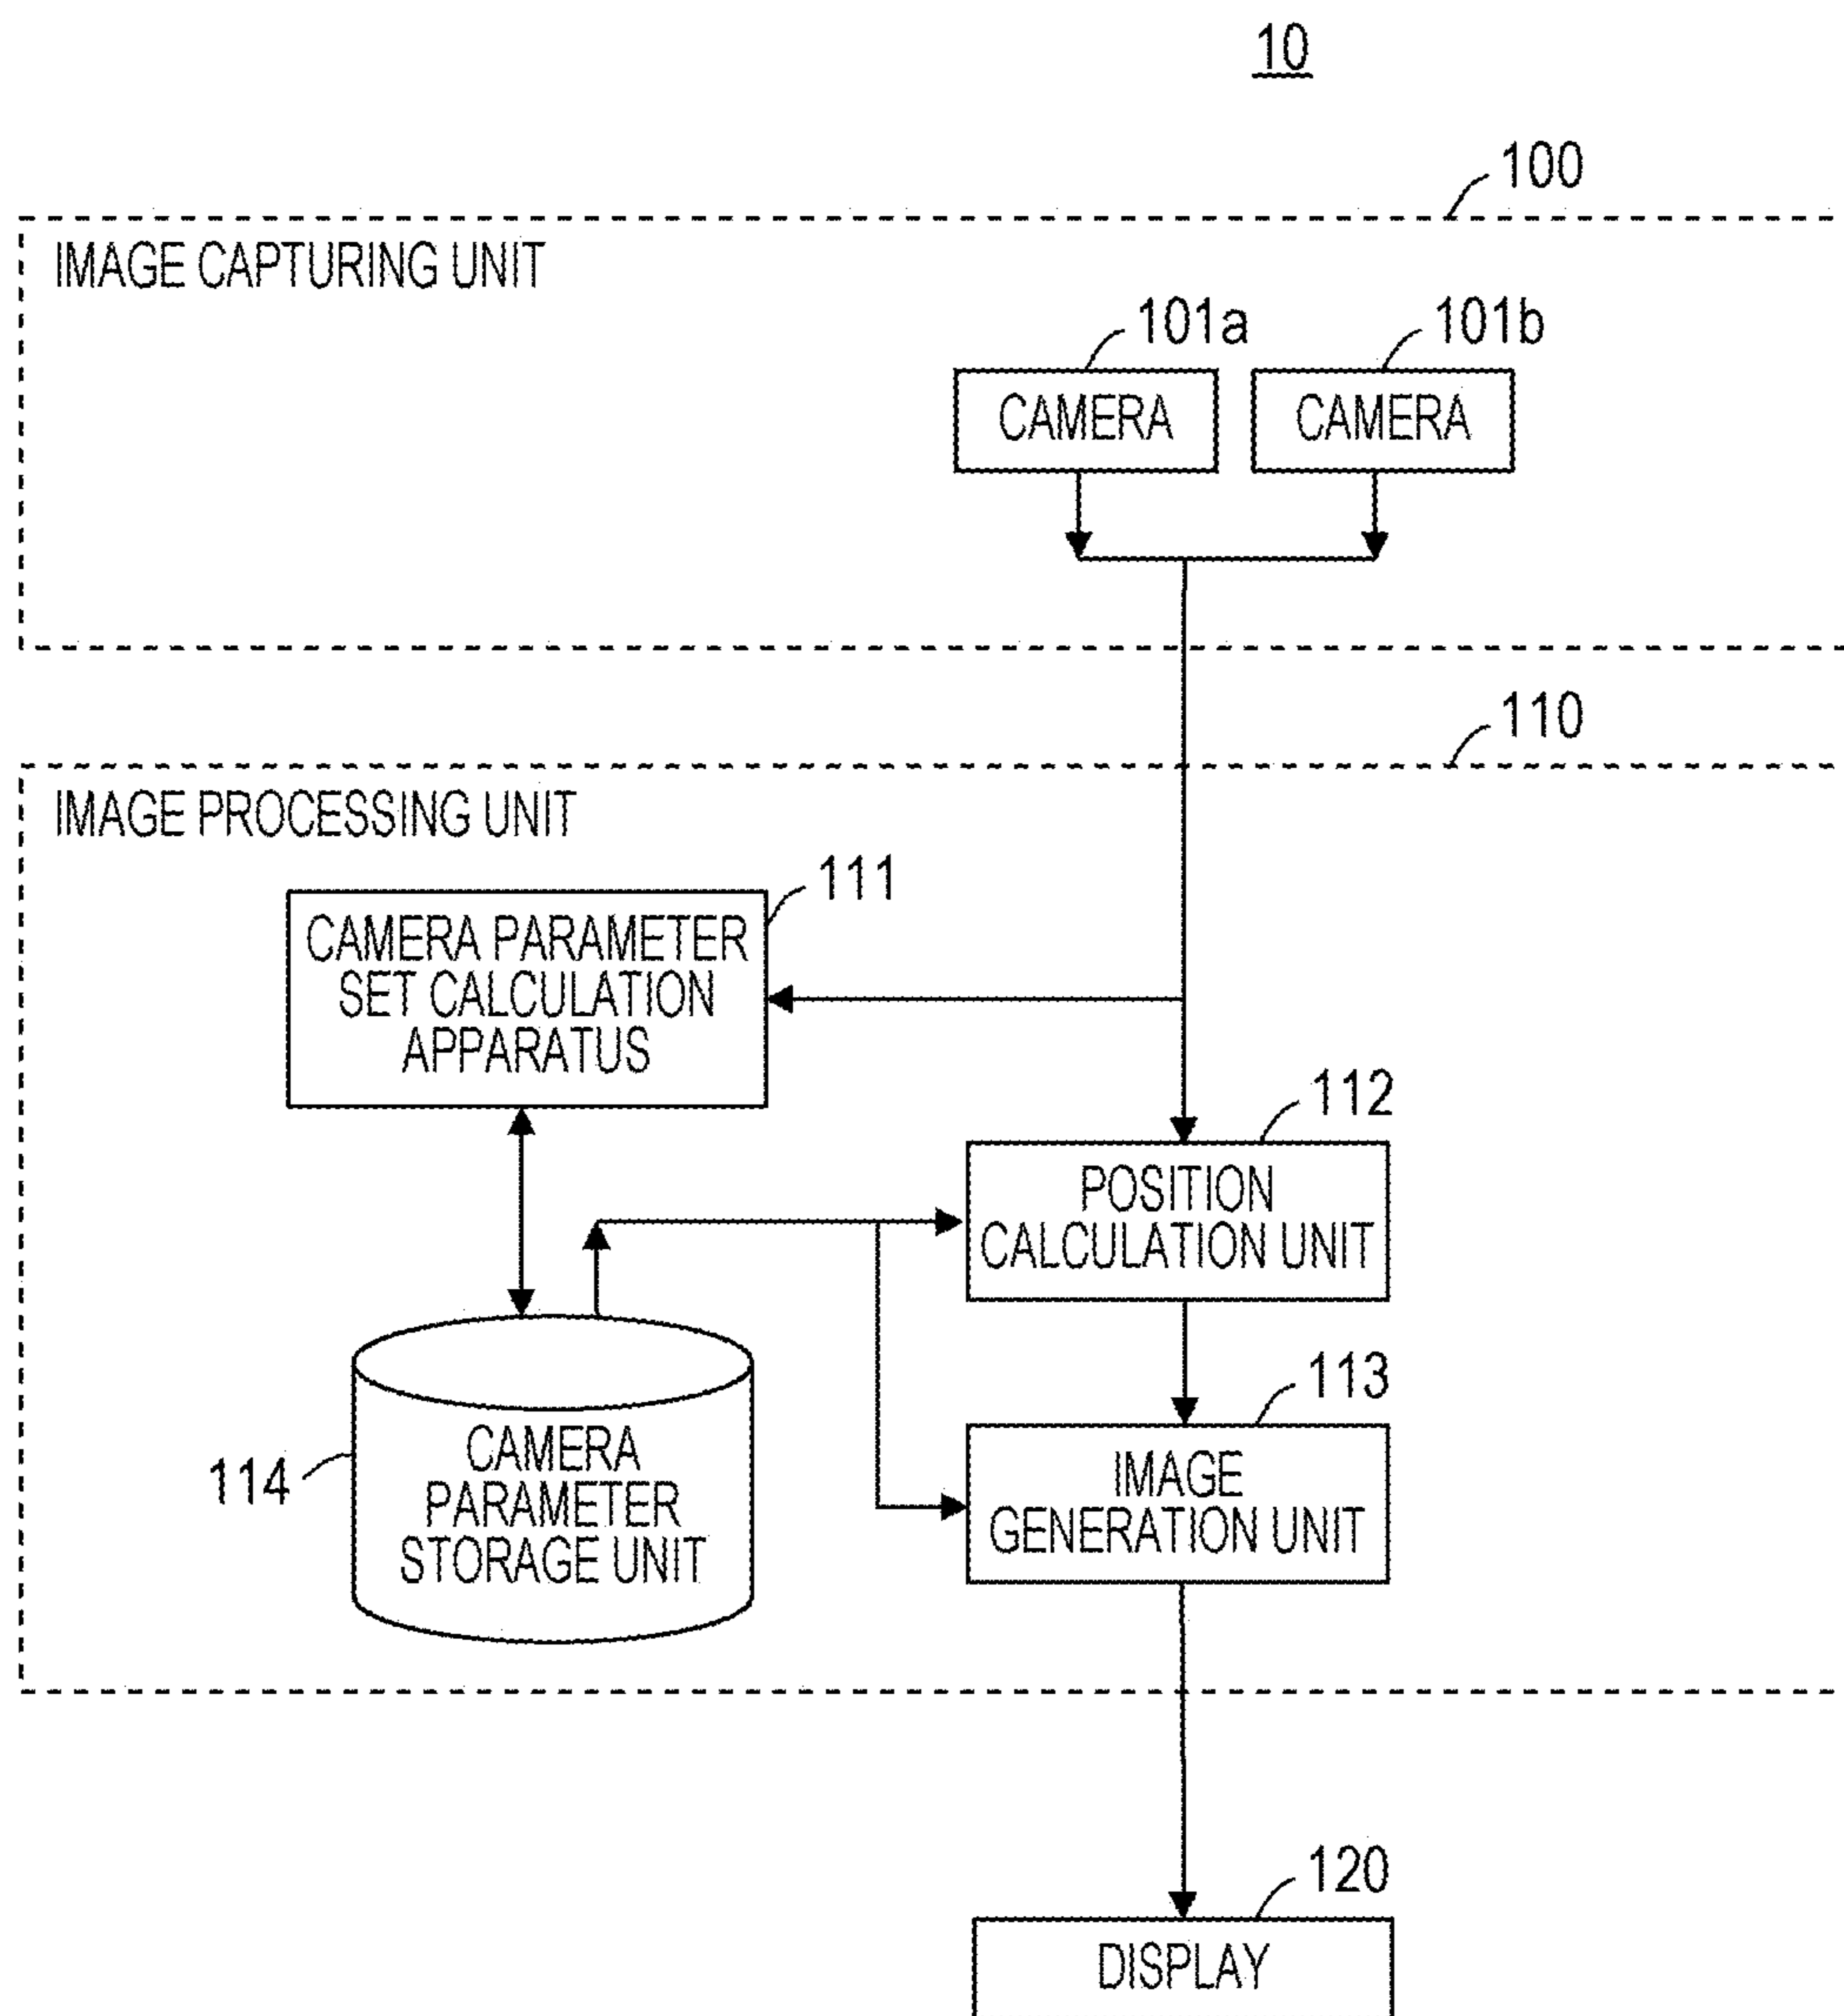 10
100
IMAGE CAPTURING UNIT
101a
101b
CAMERA
CAMERA
110
IMAGE PROCESSING UNIT
111
CAMERA PARAMETER
SET CALCULATION
APPARATUS
112
POSITION
CALCULATION UNIT
113
114
CAMERA
PARAMETER
STORAGE UNIT
IMAGE
GENERATION UNIT
120
DISPLAY